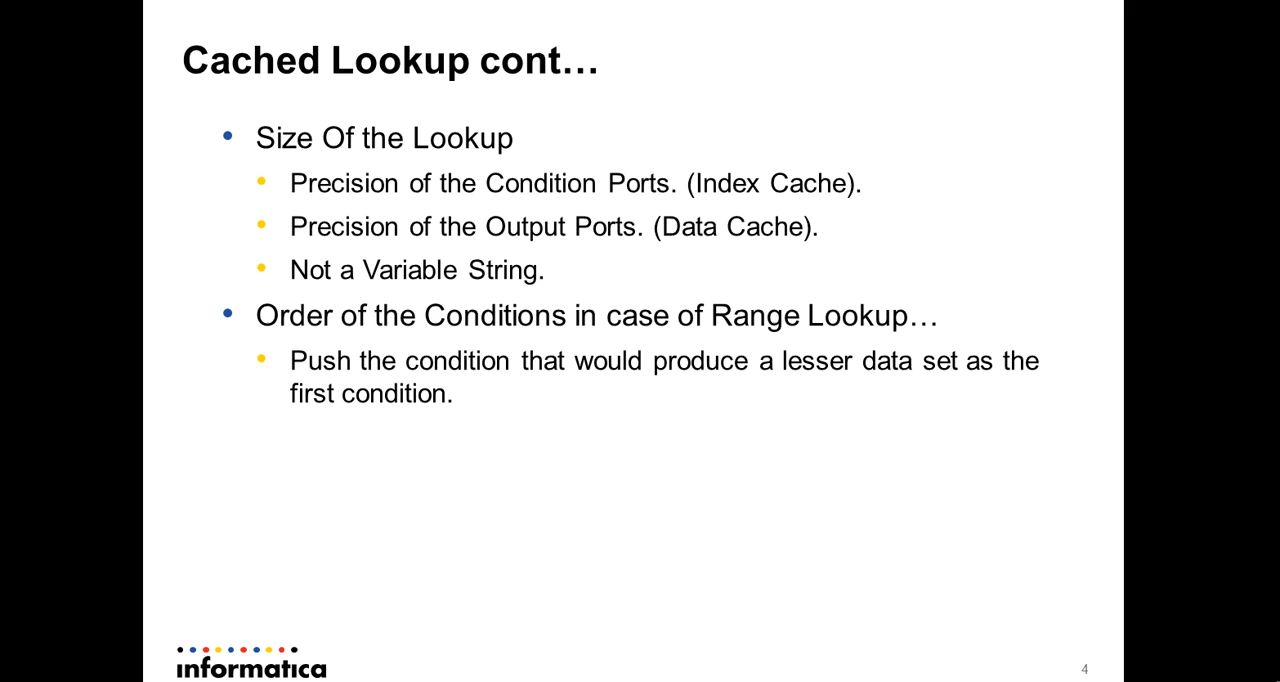 Cached Lookup cont…
• Size Of the Lookup
• Precision of the Condition Ports. (Index Cache).
• Precision of the Output Ports. (Data Cache).
• Not a Variable String.
• Order of the Conditions in case of Range Lookup…
• Push the condition that would produce a lesser data set as the
first condition.
informatica
4